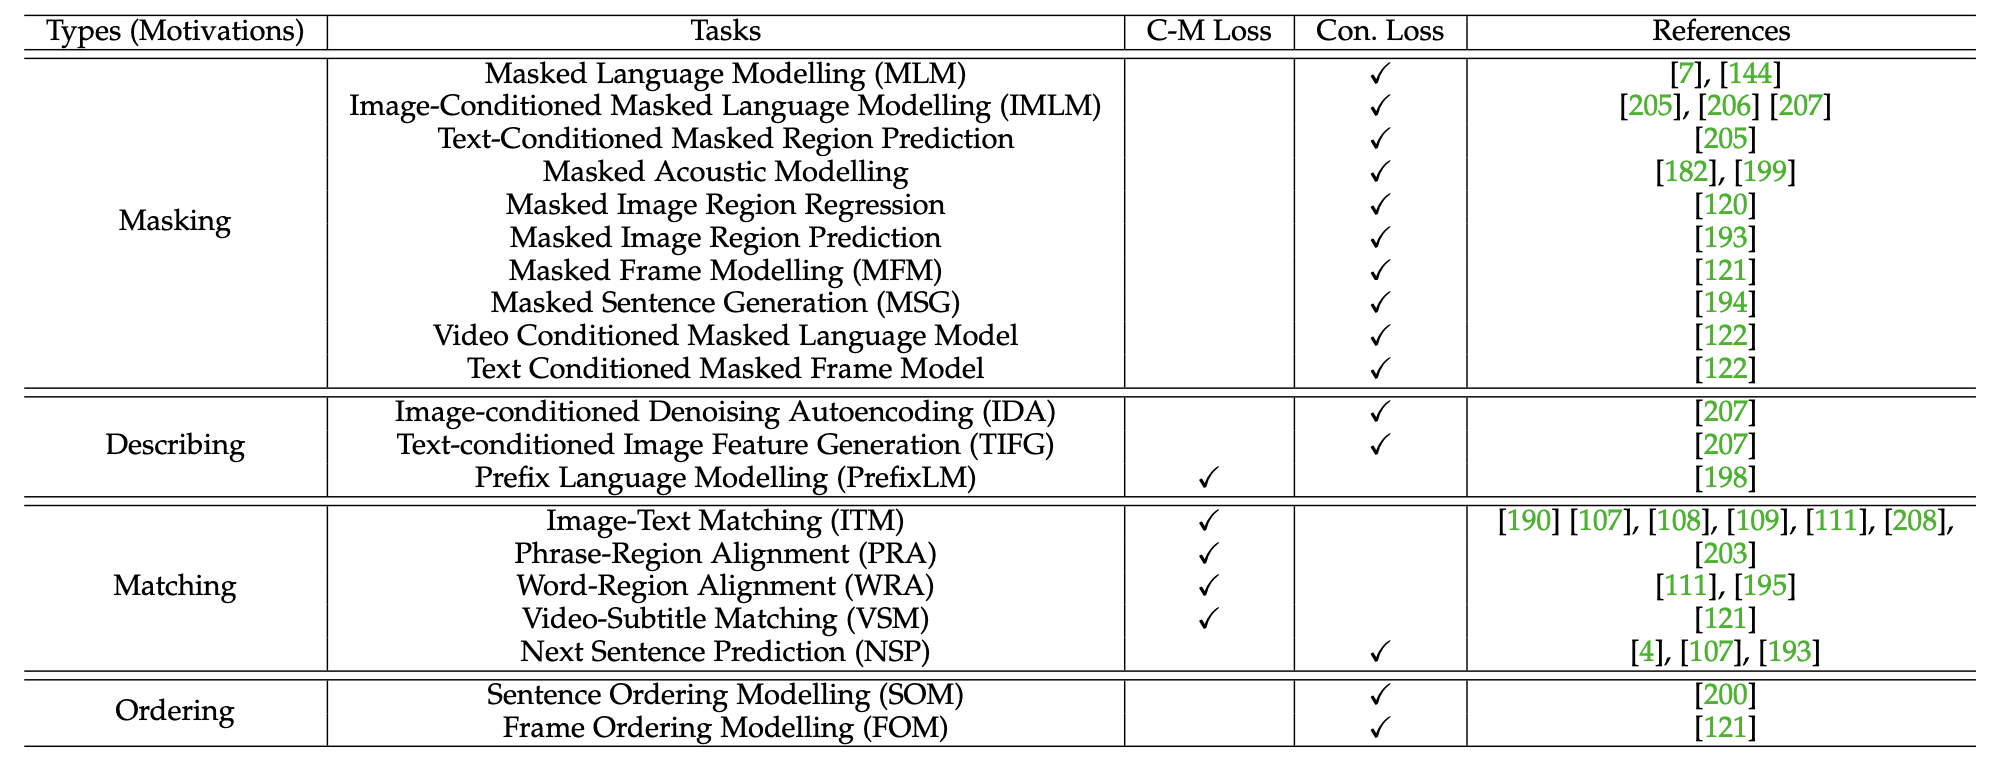 Types (Motivations) Tasks C-M Loss Con. Loss References
Masked Language Modelling (MLM) ✓ [7], [144]
Image-Conditioned Masked Language Modelling (IMLM) ✓ [205], [206] [207]
Text-Conditioned Masked Region Prediction ✓ [205]
Masked Acoustic Modelling ✓ [182], [199]
Masked Image Region Regression ✓ [120]
Masking
Masked Image Region Prediction ✓ [193]
Masked Frame Modelling (MFM) ✓ [121]
Masked Sentence Generation (MSG) ✓ [194]
Video Conditioned Masked Language Model ✓ [122]
Text Conditioned Masked Frame Model ✓ [122]
Image-conditioned Denoising Autoencoding (IDA) ✓ [207]
Describing Text-conditioned Image Feature Generation (TIFG) ✓ [207]
Prefix Language Modelling (PrefixLM) ✓ [198]
Image-Text Matching (ITM) ✓ [190] [107], [108], [109], [111], [208],
Phrase-Region Alignment (PRA) ✓ [203]
Matching Word-Region Alignment (WRA) ✓ [111], [195]
Video-Subtitle Matching (VSM) ✓ [121]
Next Sentence Prediction (NSP) ✓ [4], [107], [193]
Sentence Ordering Modelling (SOM) ✓ [200]
Ordering
Frame Ordering Modelling (FOM) ✓ [121]